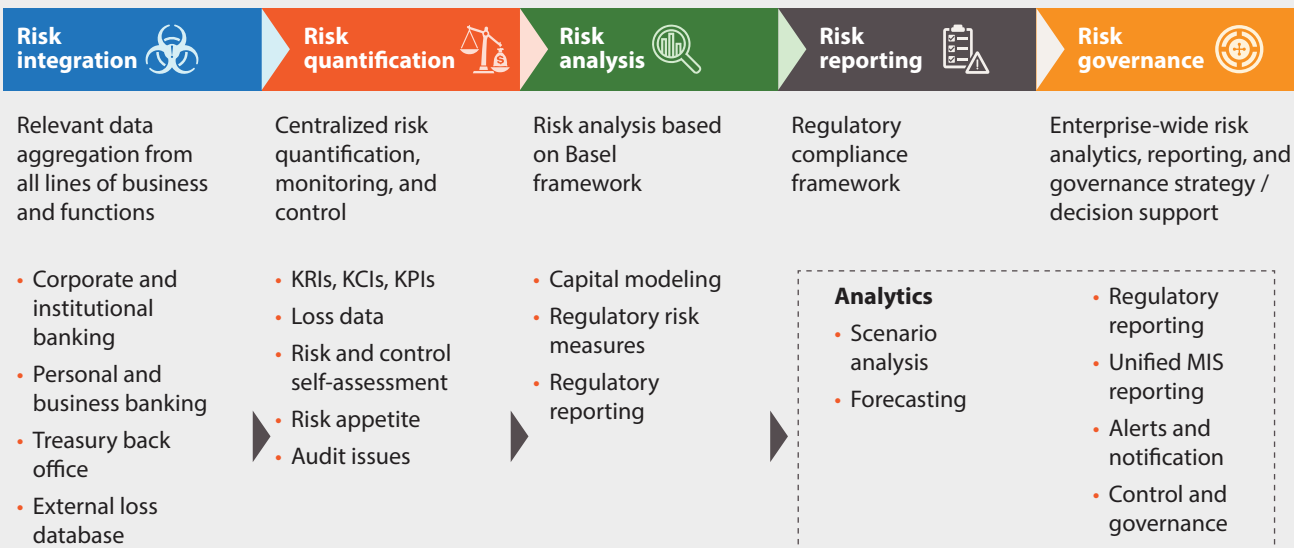 Risk
integration
Risk
quantification
Risk
analysis
Risk
reporting
Risk
governance
Relevant data
aggregation from
all lines of business
and functions
Centralized risk
quantification,
monitoring, and
control
Risk analysis based
on Basel
framework
Regulatory
compliance
framework
Enterprise-wide risk
analytics, reporting, and
governance strategy /
decision support
• Corporate and
institutional
banking
• Personal and
business banking
• Treasury back
office
• External loss
database
• KRIs, KCIs, KPIs
• Loss data
• Risk and control
self-assessment
• Risk appetite
• Audit issues
• Capital modeling
• Regulatory risk
measures
• Regulatory
reporting
Analytics
• Scenario
analysis
• Forecasting
• Regulatory
reporting
• Unified MIS
reporting
• Alerts and
notification
• Control and
governance